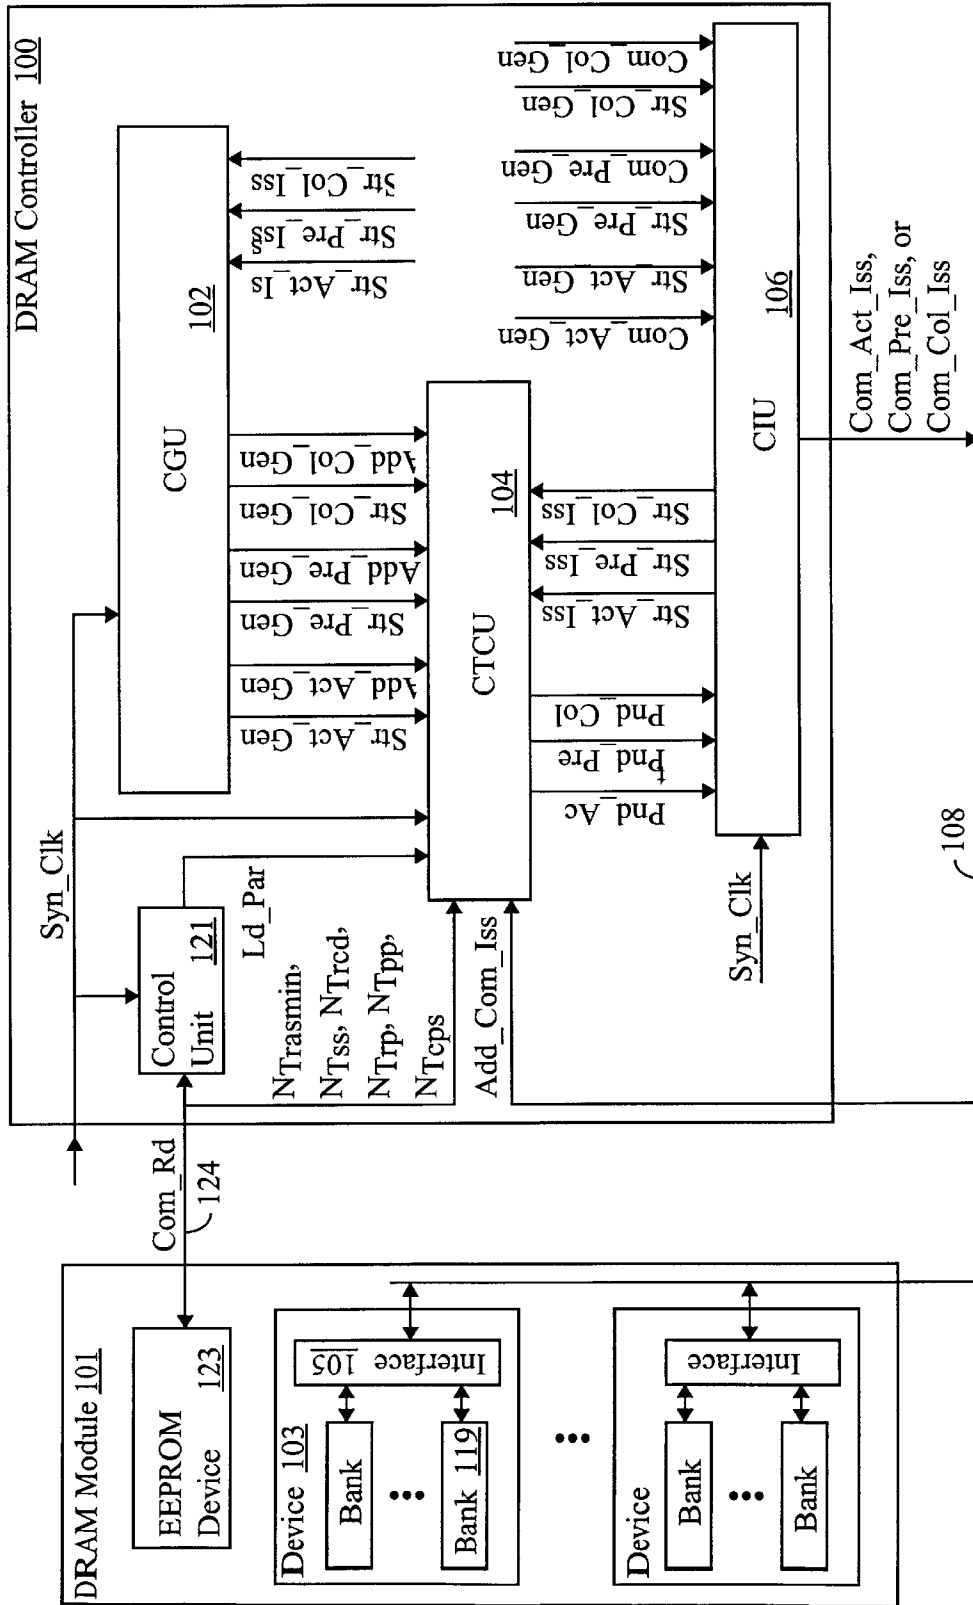 DRAM Controller 100
Syn_Clk
Control
Unit
121
CGU
102
Str_Act_Is
Str_Pre_Iss
s
Str_Col_Iss
Ld_Par
Str_Act_Gen
Add_Act_Gen
Str_Pre_Gen
Add_Pre_Gen
Str_Col_Gen
Add_Col_Gen
NTrasmin,
NTss, NTrcd,
NTrp, NTpp,
NTcps
Add_Com_Iss
CTCU
104
Pnd_Ac
t
Pnd_Pre
Pnd_Col
Str_Act_Iss
Str_Pre_Iss
Str_Col_Iss
Com_Act_Gen
Str_Act_Gen
Str_Pre_Gen
Com_Pre_Gen
Str_Col_Gen
Com_Col_Gen
Syn_Clk
CIU
106
Com_Act_Iss,
Com_Pre_Iss, or
Com_Col_Iss
108
Com_Rd
124
DRAM Module 101
EEPROM
Device
123
Device 103
Bank
Bank 119
Interface 105
Device
Bank
Bank
Interface